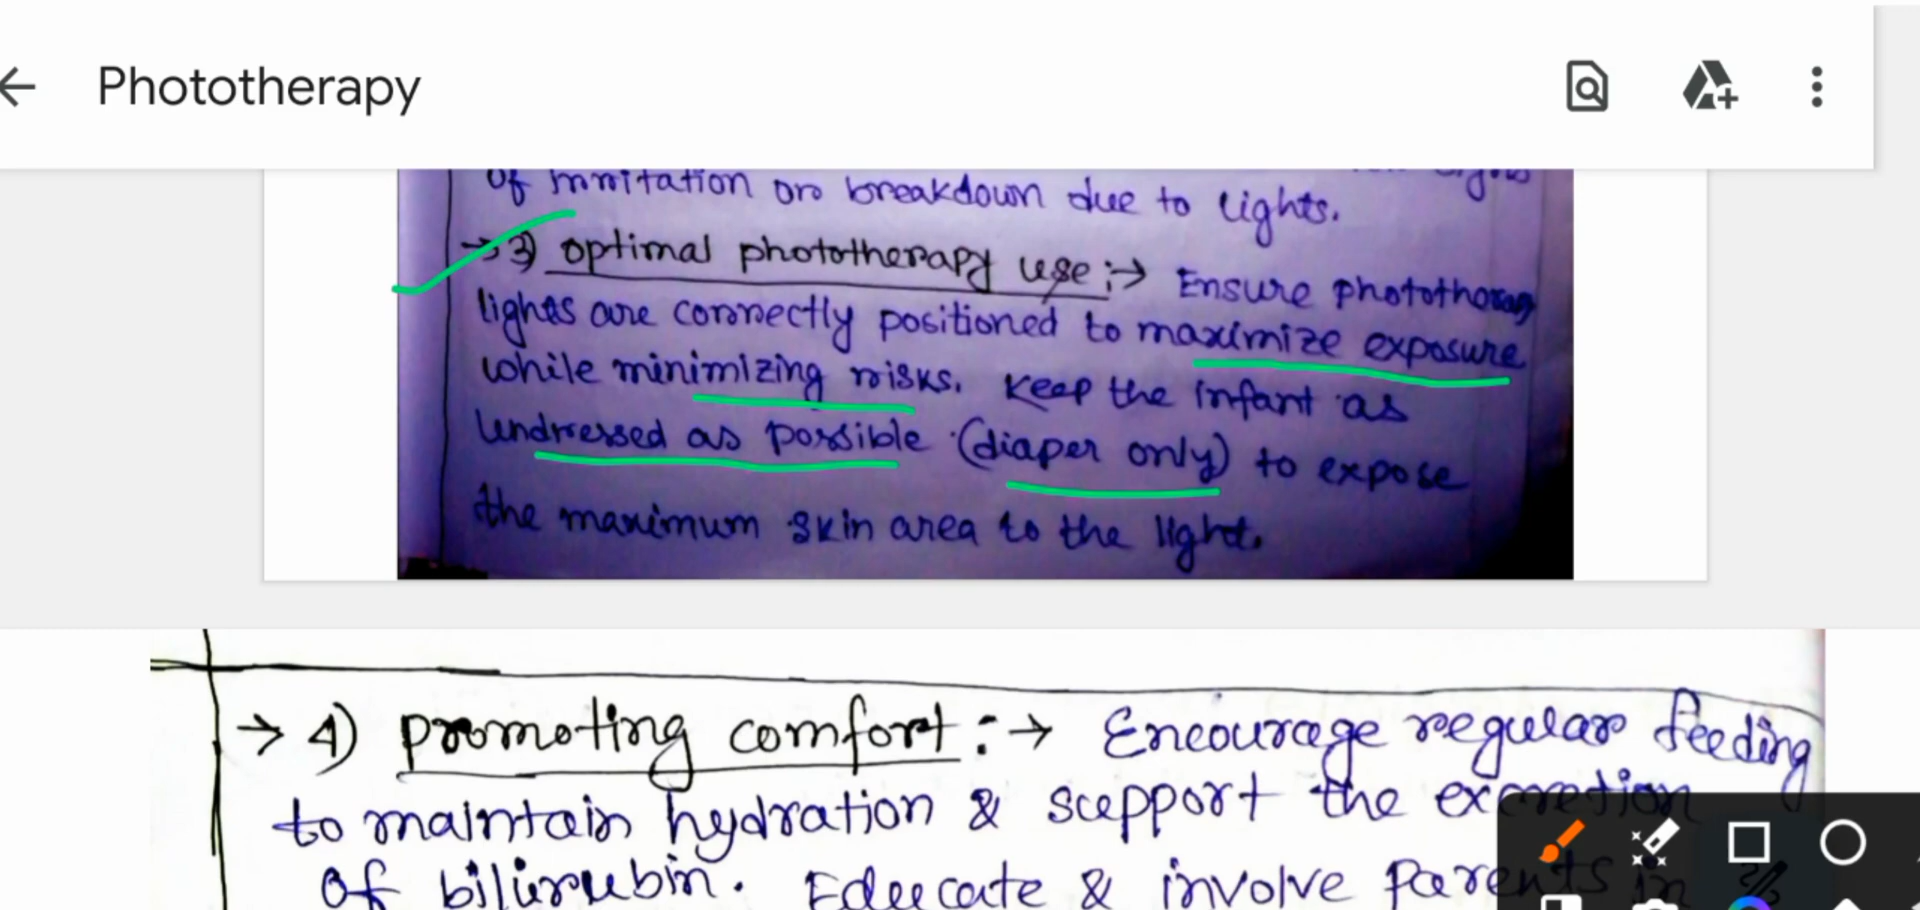 Phototherapy
of irritation or breakdown due to lights.
→ 3) optimal phototherapy use :→ Ensure phototherapy
lights are correctly positioned to maximize exposure
while minimizing risks. Keep the infant as
undressed as possible (diaper only) to expose
the maximum skin area to the light.
→ 4) promoting comfort :→ Encourage regular feeding
to maintain hydration & support the excretion
of bilirubin. Educate & involve parents in